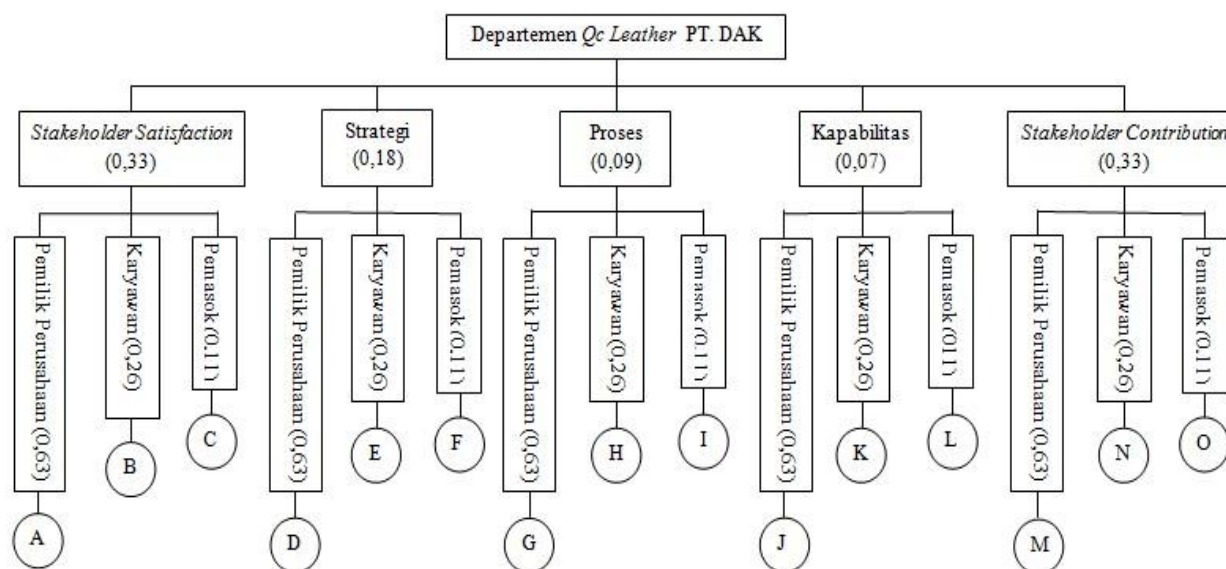 Departemen Qc Leather PT. DAK
Stakeholder Satisfaction
(0,33)
Strategi
(0,18)
Proses
(0,09)
Kapabilitas
(0,07)
Stakeholder Contribution
(0,33)
Pemilik Perusahaan (0,63)
Karyawan (0,26)
Pemasok (0.11)
Pemilik Perusahaan (0,63)
Karyawan (0,26)
Pemasok (0.11)
Pemilik Perusahaan (0,63)
Karyawan (0,26)
Pemasok (0.11)
Pemilik Perusahaan (0,63)
Karyawan (0,26)
Pemasok (011)
Pemilik Perusahaan (0,63)
Karyawan (0,26)
Pemasok (0.11)
A
B
C
D
E
F
G
H
I
J
K
L
M
N
O